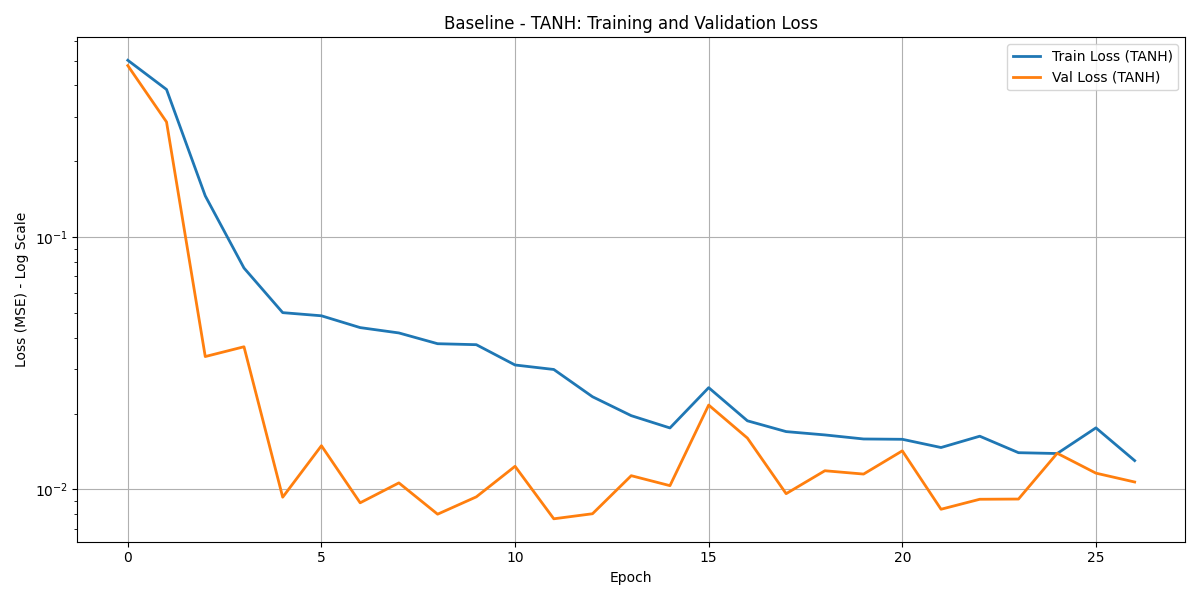 Baseline - TANH: Training and Validation Loss
Train Loss (TANH)
Val Loss (TANH)
Loss (MSE) - Log Scale
10⁻¹
10⁻²
0 5 10 15 20 25
Epoch